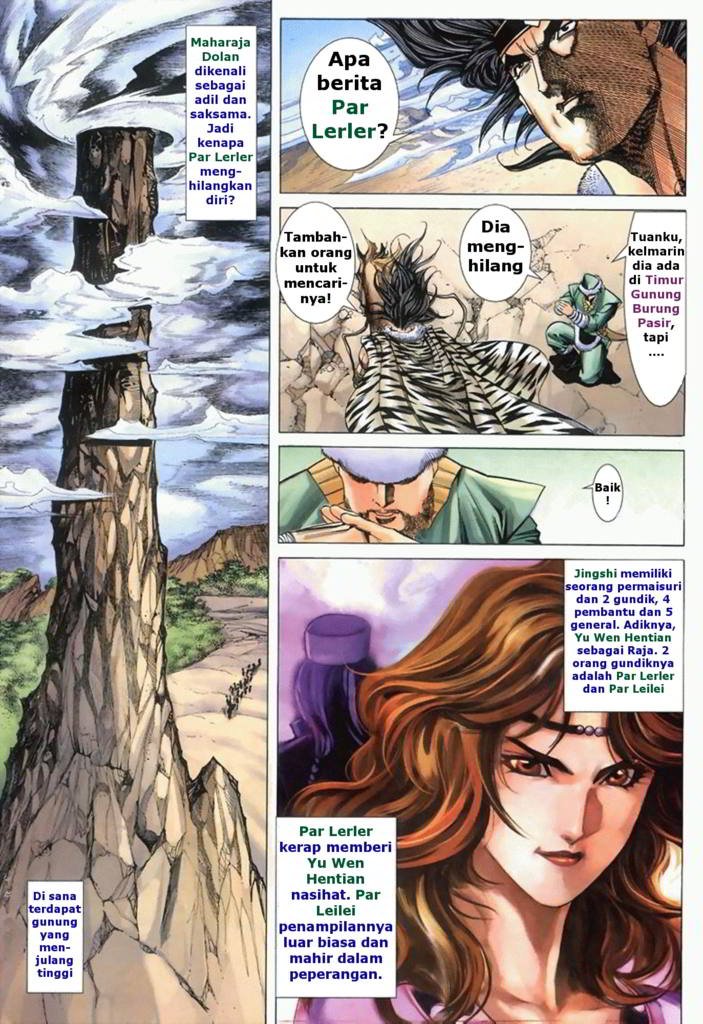 Maharaja
Dolan
dikenali
sebagai
adil dan
saksama.
Jadi
kenapa
Par Lerler
meng-
hilangkan
diri?
Di sana
terdapat
gunung
yang
men-
julang
tinggi
Apa
berita
Par
Lerler?
Tambah-
kan orang
untuk
mencari-
nya!
Dia
meng-
hilang
Tuanku,
kelmarin
dia ada
di Timur
Gunung
Burung
Pasir,
tapi
....
Baik
!
Jingshi memiliki
seorang permaisuri
dan 2 gundik, 4
pembantu dan 5
general. Adiknya,
Yu Wen Hentian
sebagai Raja. 2
orang gundiknya
adalah Par Lerler
dan Par Leilei
Par Lerler
kerap memberi
Yu Wen
Hentian
nasihat. Par
Leilei
penampilannya
luar biasa dan
mahir dalam
peperangan.